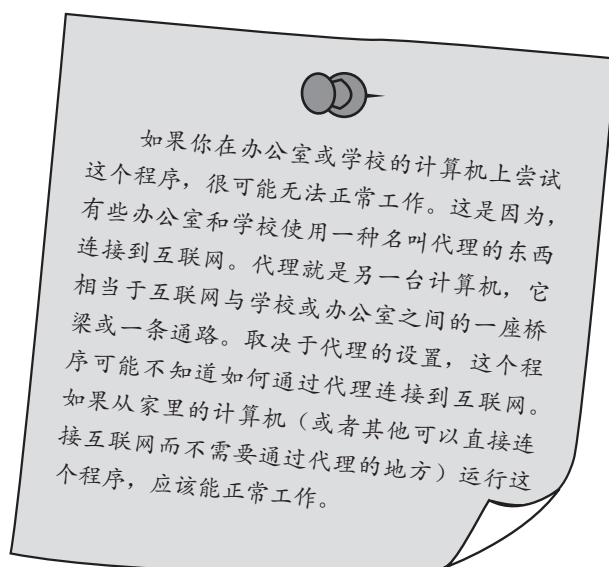 如果你在办公室或学校的计算机上尝试
这个程序，很可能无法正常工作。这是因为，
有些办公室和学校使用一种名叫代理的东西
连接到互联网。代理就是另一台计算机，它
相当于互联网与学校或办公室之间的一座桥
梁或一条通路。取决于代理的设置，这个程
序可能不知道如何通过代理连接到互联网。
如果从家里的计算机（或者其他可以直接连
接互联网而不需要通过代理的地方）运行这
个程序，应该能正常工作。